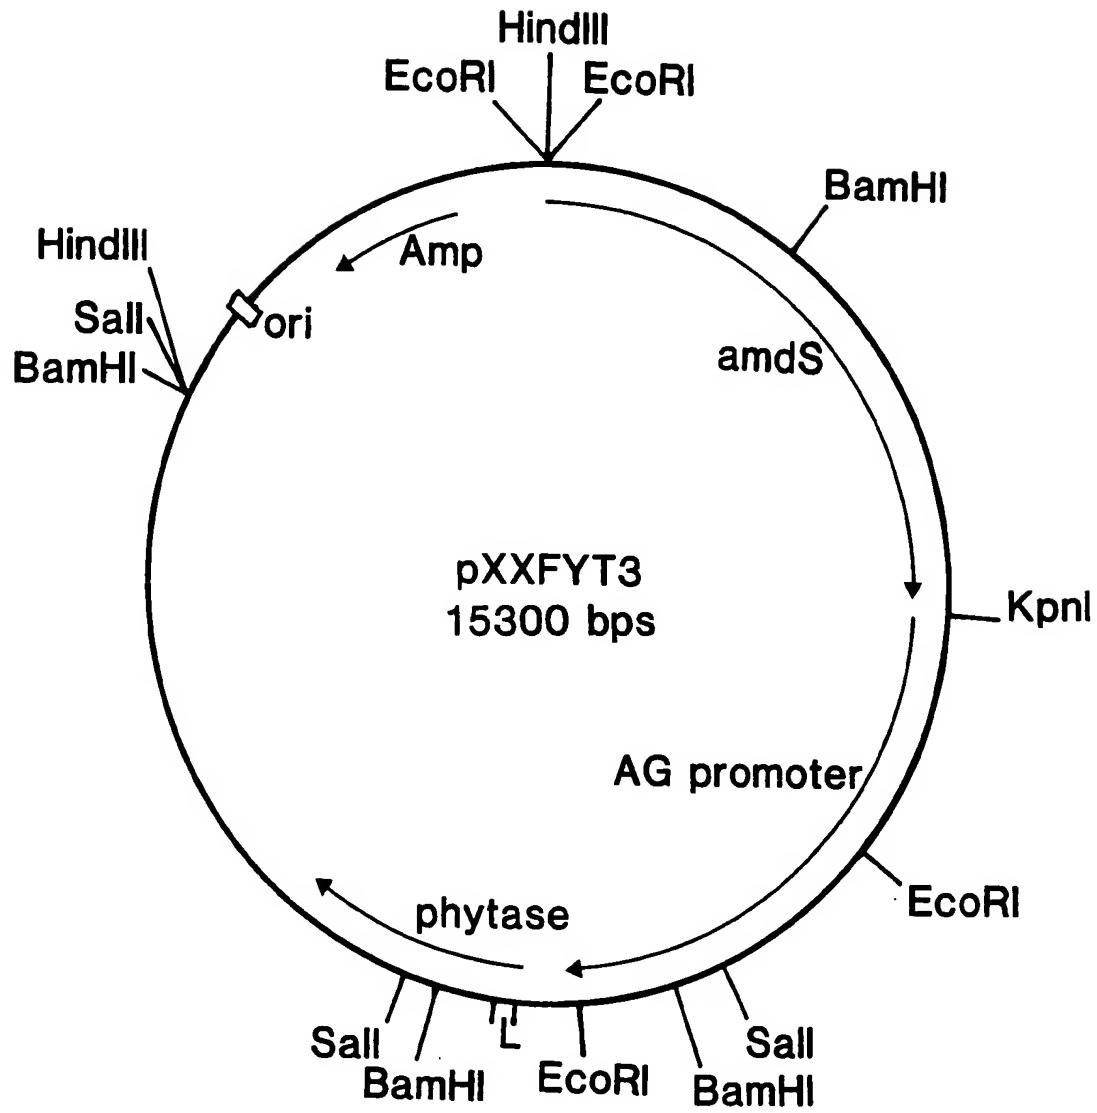 HindIII
EcoRI EcoRI
BamHI
HindIII
Amp
SalI
ori
BamHI
amdS
pXXFYT3
15300 bps
KpnI
AG promoter
EcoRI
phytase
SalI
L
SalI
BamHI
EcoRI
BamHI